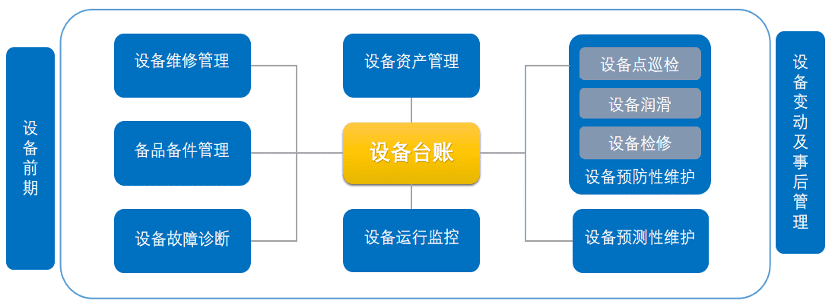 设备前期
设备维修管理
备品备件管理
设备故障诊断
设备资产管理
设备台账
设备运行监控
设备点巡检
设备润滑
设备检修
设备预防性维护
设备预测性维护
设备变动及事后管理